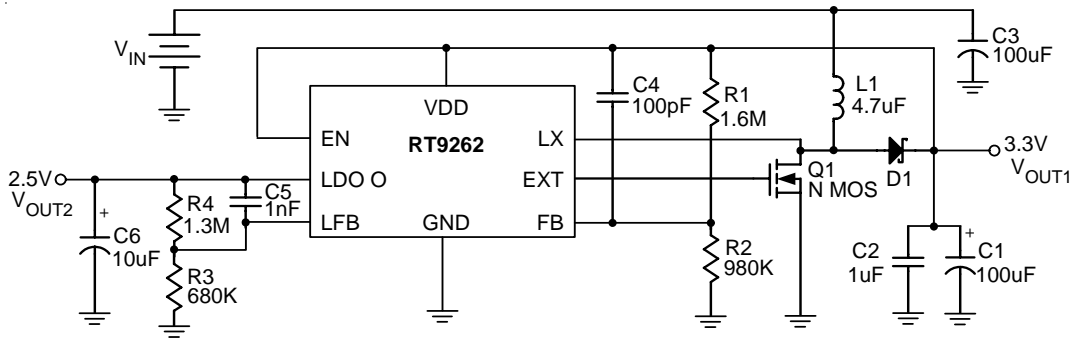 VIN
C3
100uF
C4
100pF
R1
1.6M
L1
4.7uF
VDD
RT9262
EN
LX
3.3V
VOUT1
D1
Q1
N MOS
2.5V
VOUT2
LDO O
EXT
C5
1nF
R4
1.3M
LFB
GND
FB
+
C6
10uF
R3
680K
R2
980K
C2
1uF
+
C1
100uF